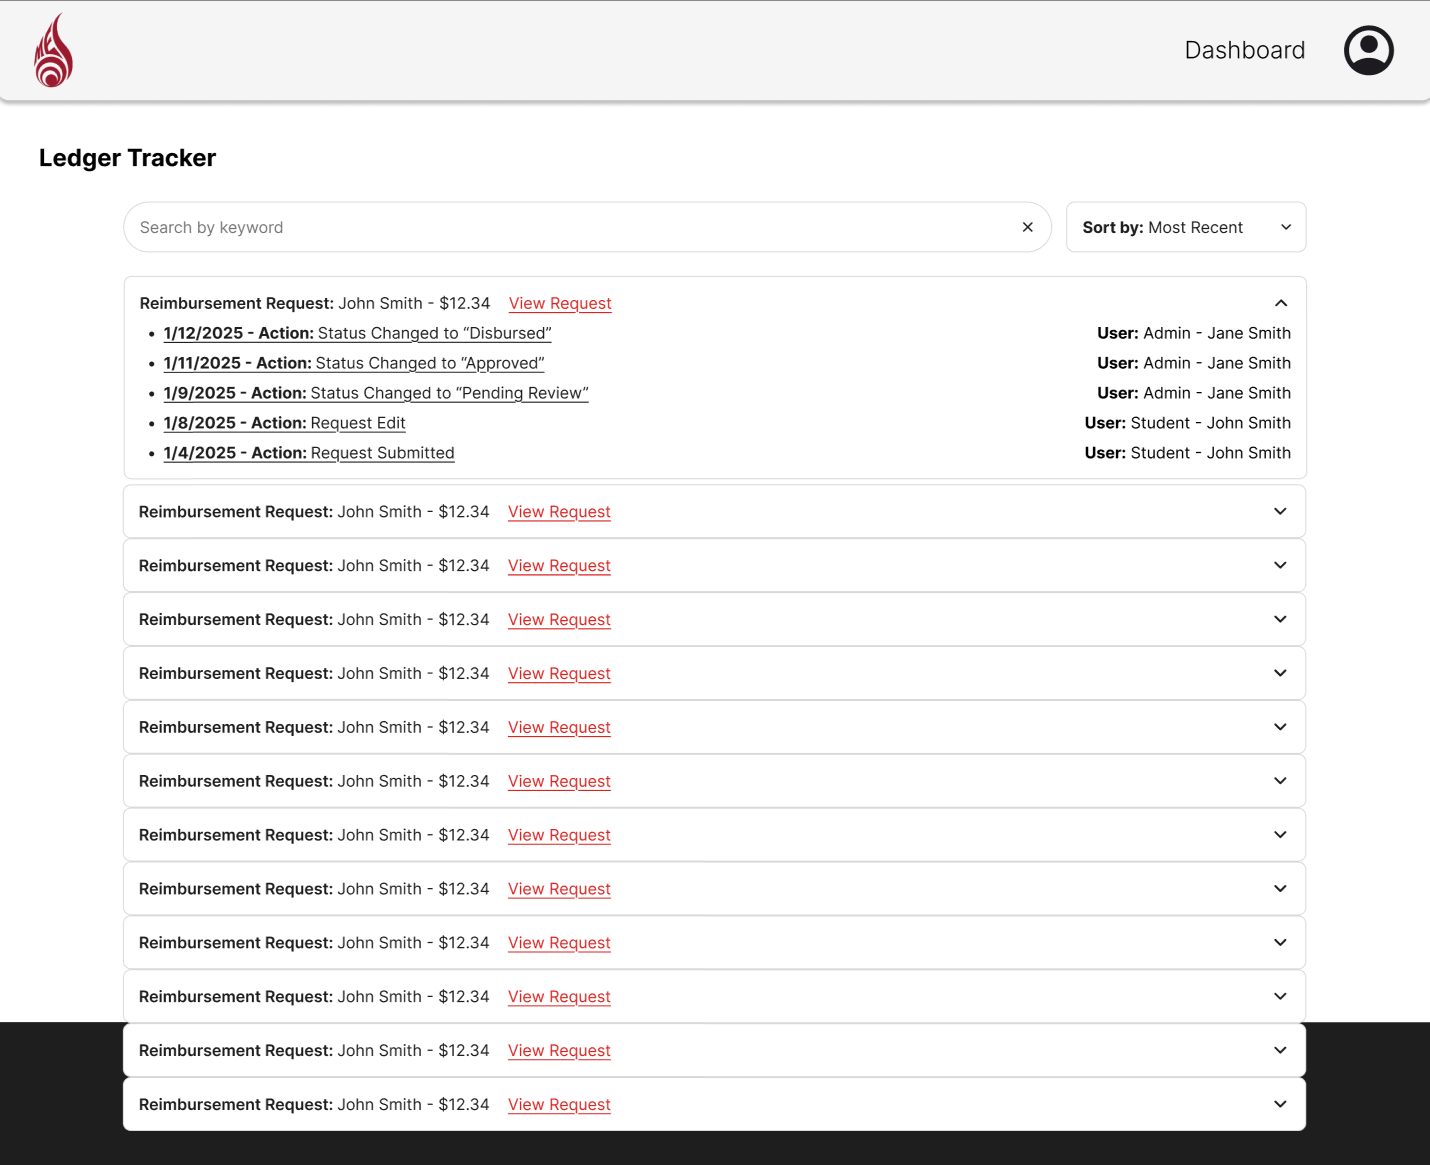 Dashboard
Ledger Tracker
Search by keyword
Sort by: Most Recent
Reimbursement Request: John Smith - $12.34 View Request
• 1/12/2025 - Action: Status Changed to “Disbursed” User: Admin - Jane Smith
• 1/11/2025 - Action: Status Changed to “Approved” User: Admin - Jane Smith
• 1/9/2025 - Action: Status Changed to “Pending Review” User: Admin - Jane Smith
• 1/8/2025 - Action: Request Edit User: Student - John Smith
• 1/4/2025 - Action: Request Submitted User: Student - John Smith
Reimbursement Request: John Smith - $12.34 View Request
Reimbursement Request: John Smith - $12.34 View Request
Reimbursement Request: John Smith - $12.34 View Request
Reimbursement Request: John Smith - $12.34 View Request
Reimbursement Request: John Smith - $12.34 View Request
Reimbursement Request: John Smith - $12.34 View Request
Reimbursement Request: John Smith - $12.34 View Request
Reimbursement Request: John Smith - $12.34 View Request
Reimbursement Request: John Smith - $12.34 View Request
Reimbursement Request: John Smith - $12.34 View Request
Reimbursement Request: John Smith - $12.34 View Request
Reimbursement Request: John Smith - $12.34 View Request